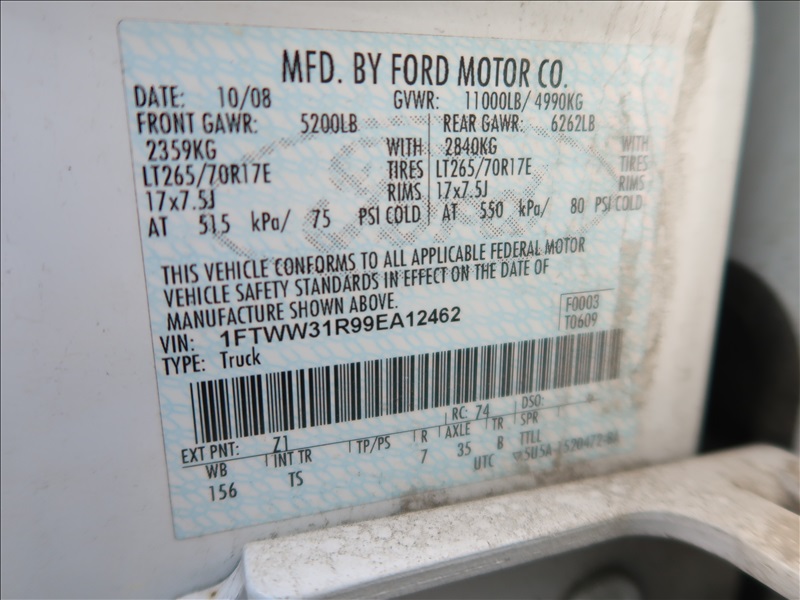 MFD. BY FORD MOTOR CO.
DATE: 10/08 GVWR: 11000LB/ 4990KG
FRONT GAWR: 5200LB REAR GAWR: 6262LB
2359KG WITH 2840KG WITH
LT265/70R17E TIRES LT265/70R17E TIRES
17x7.5J RIMS 17x7.5J RIMS
AT 515 kPa/ 75 PSI COLD AT 550 kPa/ 80 PSI COLD
THIS VEHICLE CONFORMS TO ALL APPLICABLE FEDERAL MOTOR
VEHICLE SAFETY STANDARDS IN EFFECT ON THE DATE OF
MANUFACTURE SHOWN ABOVE.
VIN: 1FTWW31R99EA12462 F0003
TYPE: Truck T0609
EXT PNT: Z1 RC: 74 DSO:
WB INT TR TP/PS R AXLE TR SPR
156 TS 7 35 B TTLL
UTC